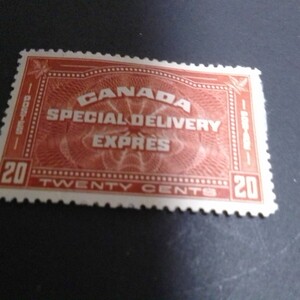 CANADA
SPECIAL DELIVERY
EXPRES
20 TWENTY CENTS 20